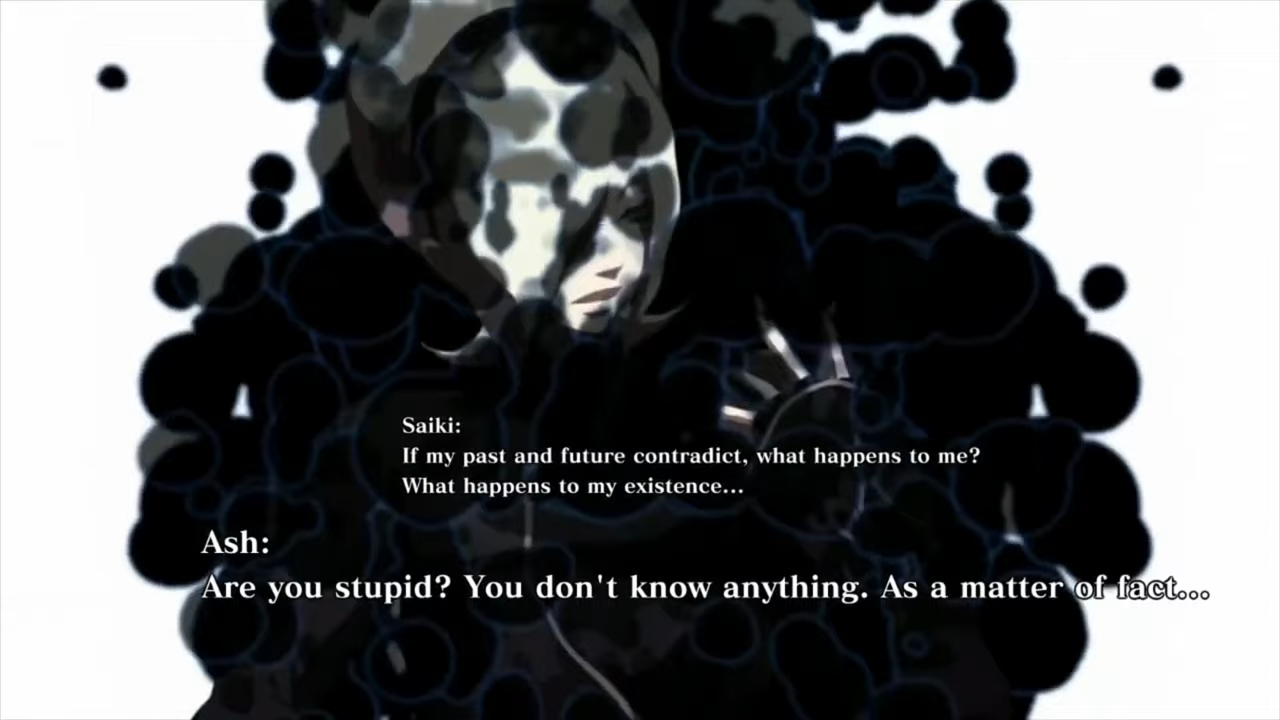 Saiki:
If my past and future contradict, what happens to me?
What happens to my existence...
Ash:
Are you stupid? You don't know anything. As a matter of fact...